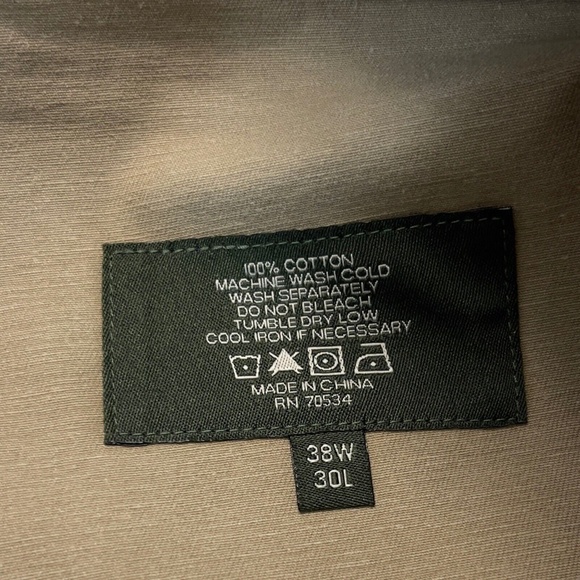 100% COTTON
MACHINE WASH COLD
WASH SEPARATELY
DO NOT BLEACH
TUMBLE DRY LOW
COOL IRON IF NECESSARY
MADE IN CHINA
RN 70534
38W
30L